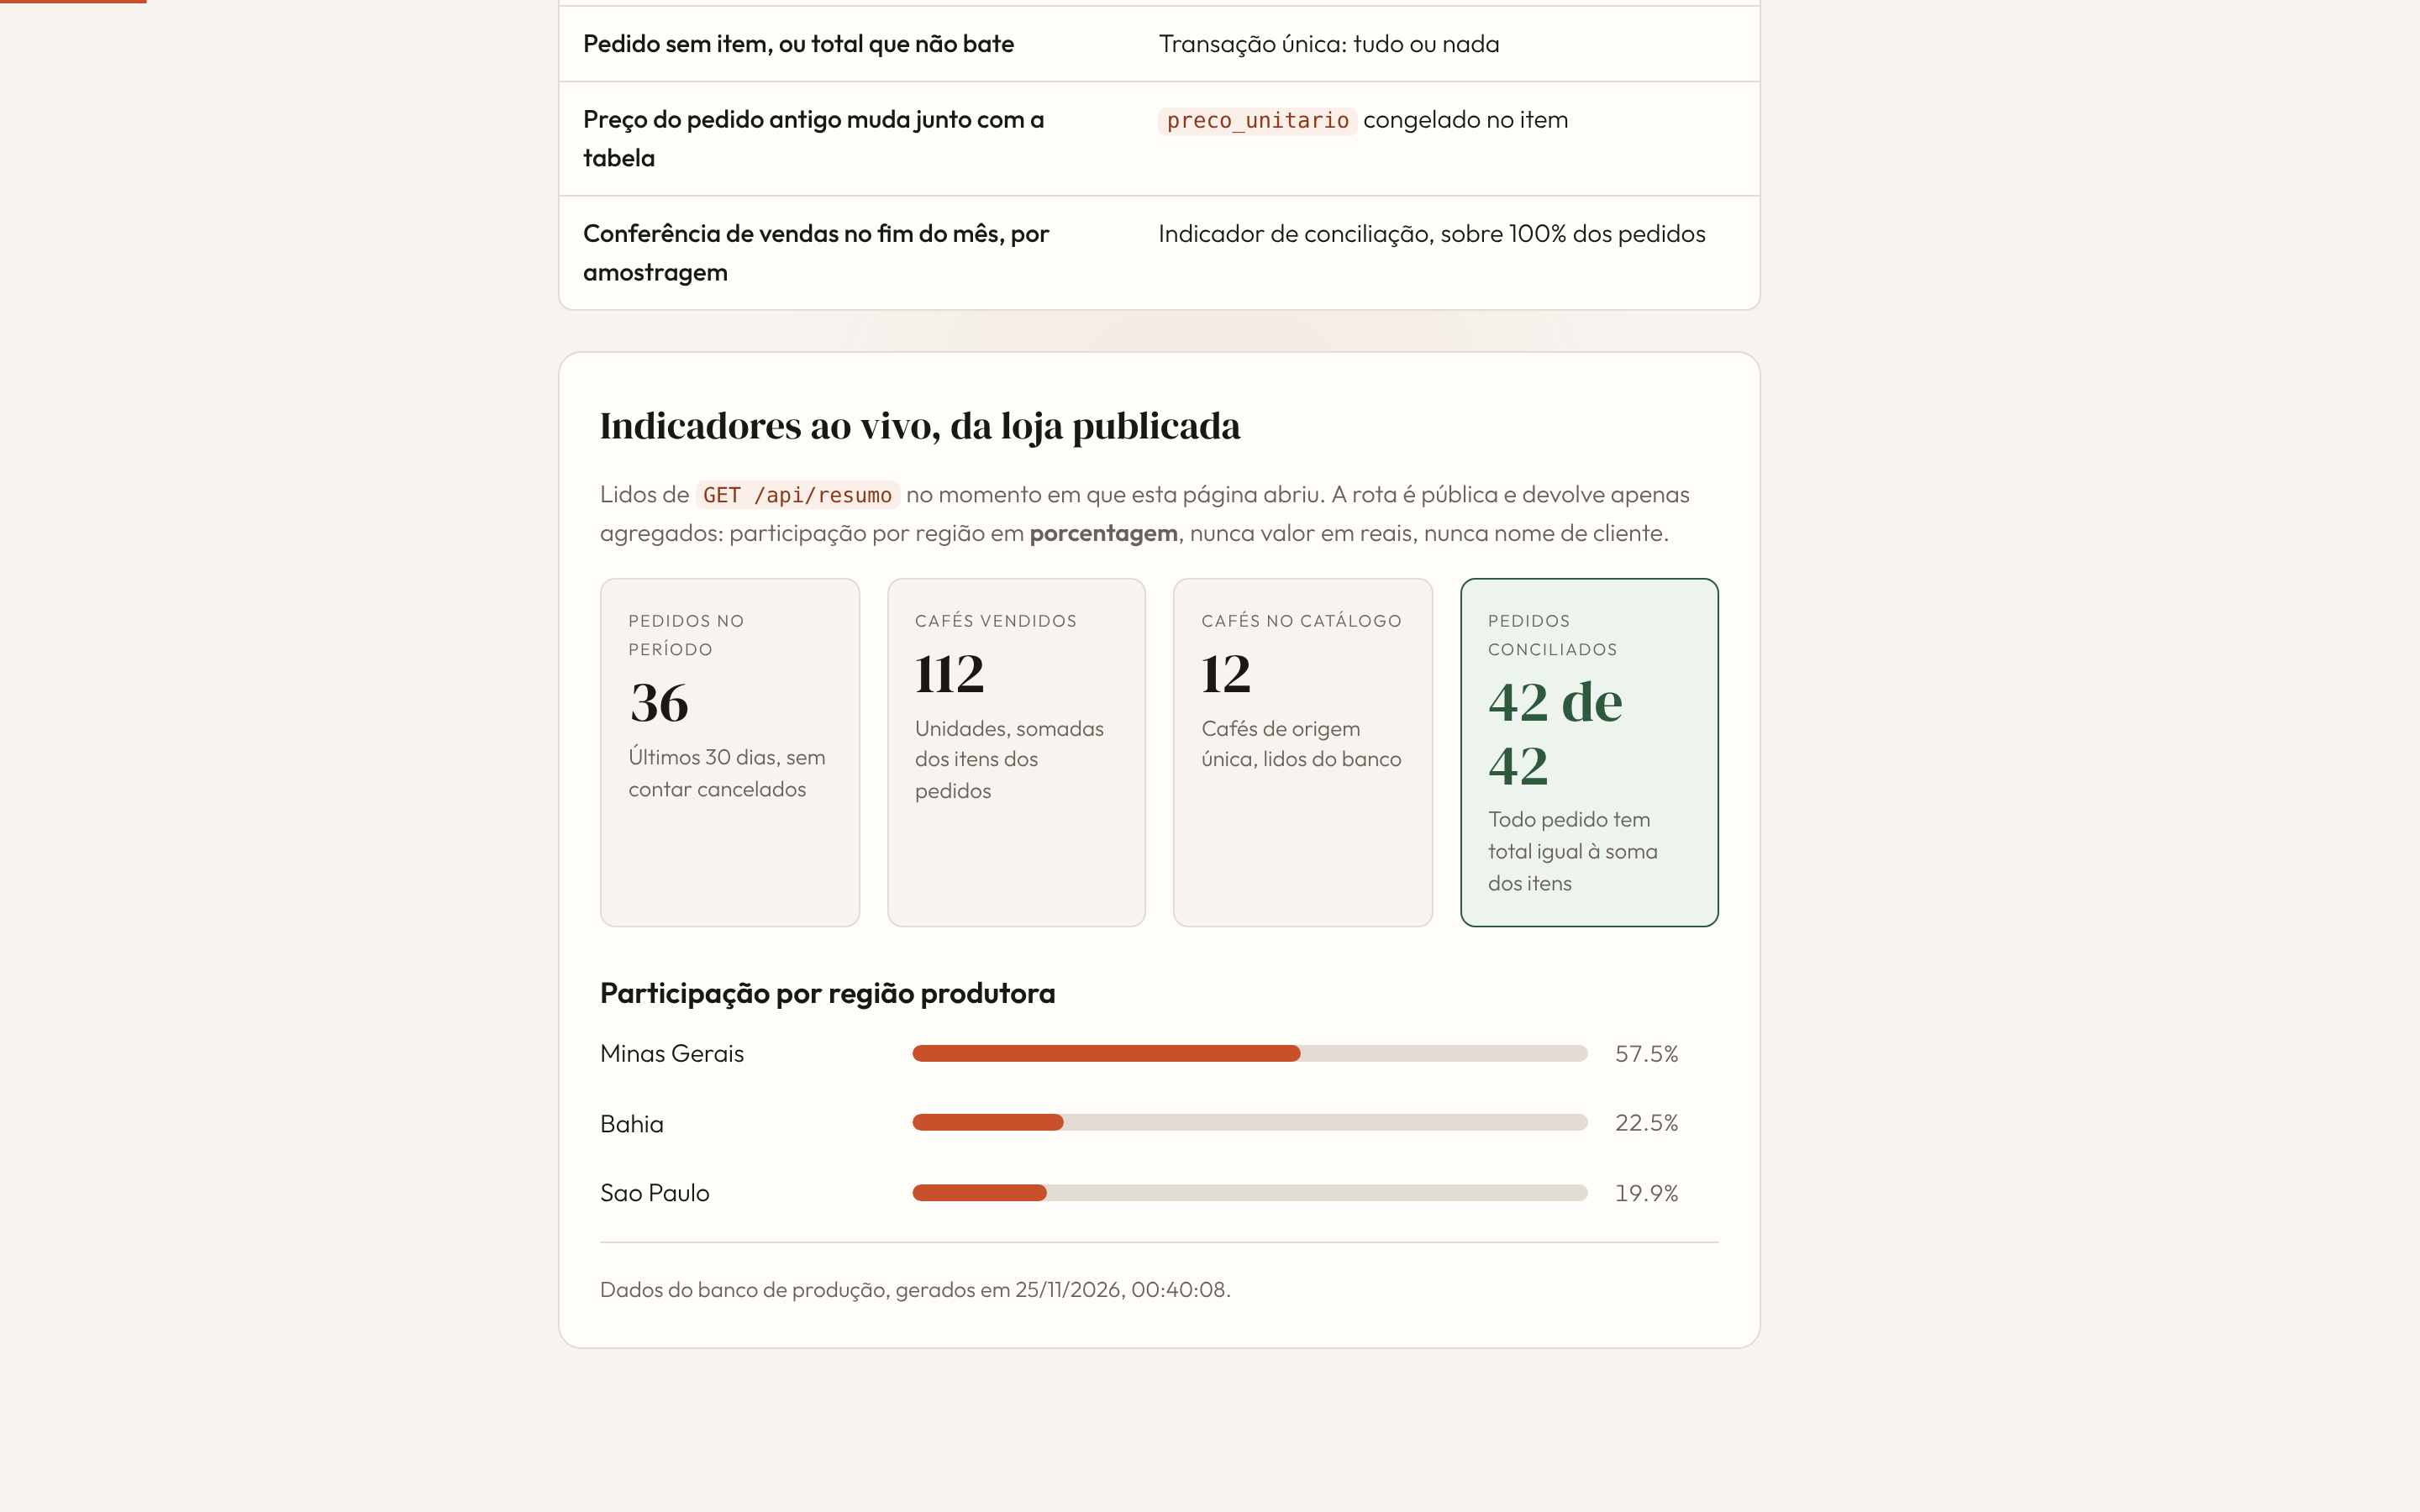 Pedido sem item, ou total que não bate
Transação única: tudo ou nada
Preço do pedido antigo muda junto com a
tabela
preco_unitario congelado no item
Conferência de vendas no fim do mês, por
amostragem
Indicador de conciliação, sobre 100% dos pedidos
Indicadores ao vivo, da loja publicada
Lidos de GET /api/resumo no momento em que esta página abriu. A rota é pública e devolve apenas
agregados: participação por região em porcentagem, nunca valor em reais, nunca nome de cliente.
PEDIDOS NO
PERÍODO
36
Últimos 30 dias, sem
contar cancelados
CAFÉS VENDIDOS
112
Unidades, somadas
dos itens dos
pedidos
CAFÉS NO CATÁLOGO
12
Cafés de origem
única, lidos do banco
PEDIDOS
CONCILIADOS
42 de
42
Todo pedido tem
total igual à soma
dos itens
Participação por região produtora
Minas Gerais
57.5%
Bahia
22.5%
Sao Paulo
19.9%
Dados do banco de produção, gerados em 25/11/2026, 00:40:08.